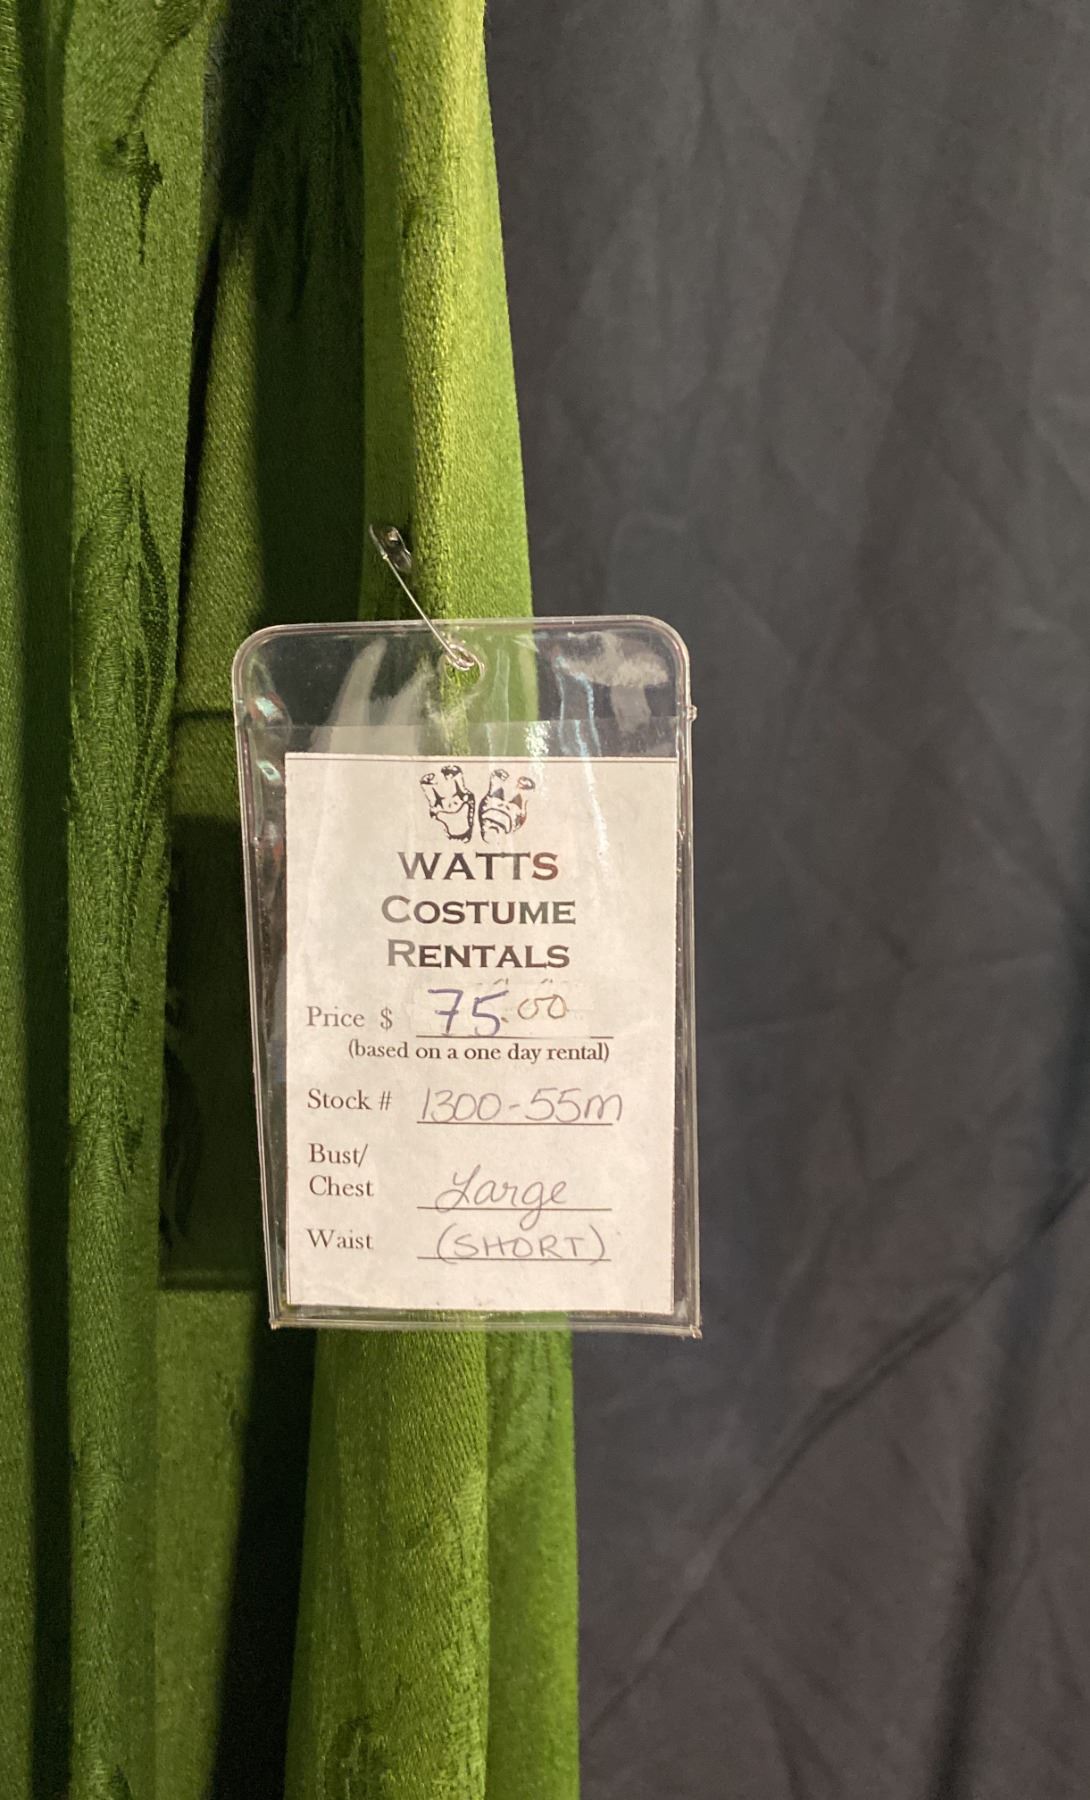 WATTS
COSTUME
RENTALS
Price $ 75.00
(based on a one day rental)
Stock # 1300-55m
Bust/
Chest Large
Waist (SHORT)